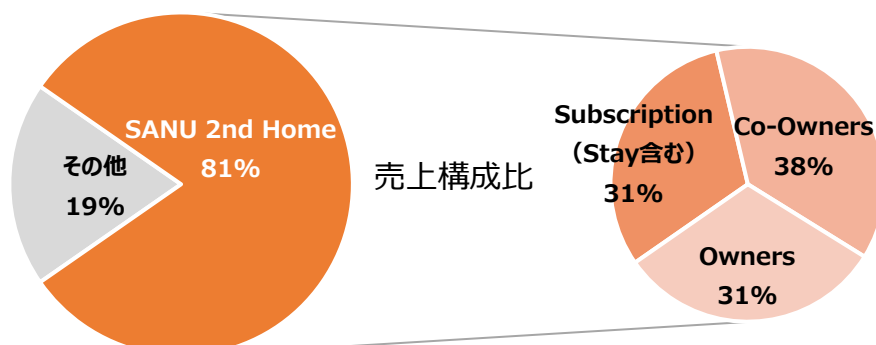 SANU 2nd Home
81%
その他
19%
売上構成比
Subscription
（Stay含む）
31%
Co-Owners
38%
Owners
31%